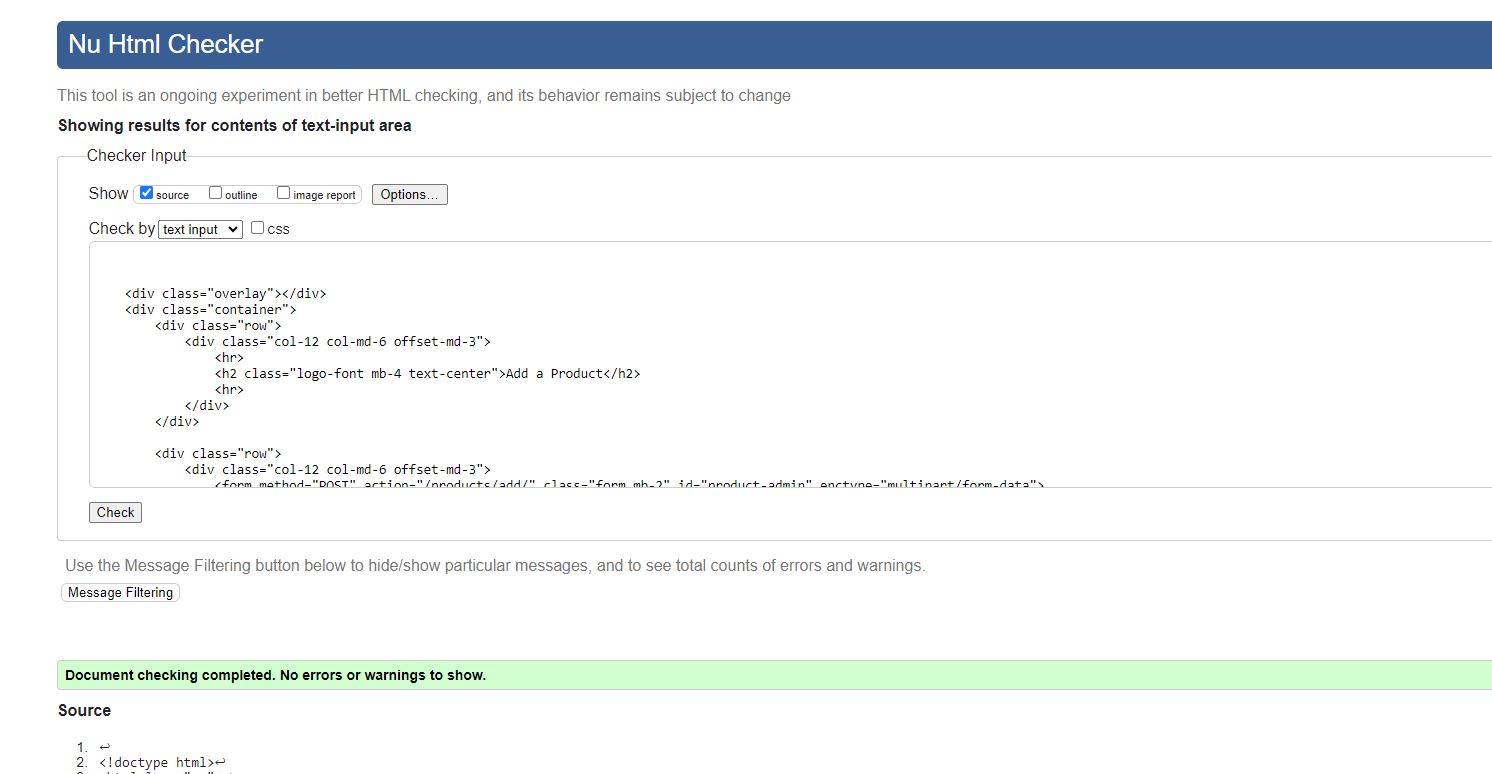 Nu Html Checker
This tool is an ongoing experiment in better HTML checking, and its behavior remains subject to change
Showing results for contents of text-input area
Checker Input
Show source outline image report Options...
Check by text input css
<div class="overlay"></div>
<div class="container">
<div class="row">
<div class="col-12 col-md-6 offset-md-3">
<hr>
<h2 class="logo-font mb-4 text-center">Add a Product</h2>
<hr>
</div>
</div>
<div class="row">
<div class="col-12 col-md-6 offset-md-3">
<form method="POST" action="/products/add/" class="form mb-2" id="product-admin" enctype="multipart/form-data">
Check
Use the Message Filtering button below to hide/show particular messages, and to see total counts of errors and warnings.
Message Filtering
Document checking completed. No errors or warnings to show.
Source
1. ↩
2. <!doctype html>↩